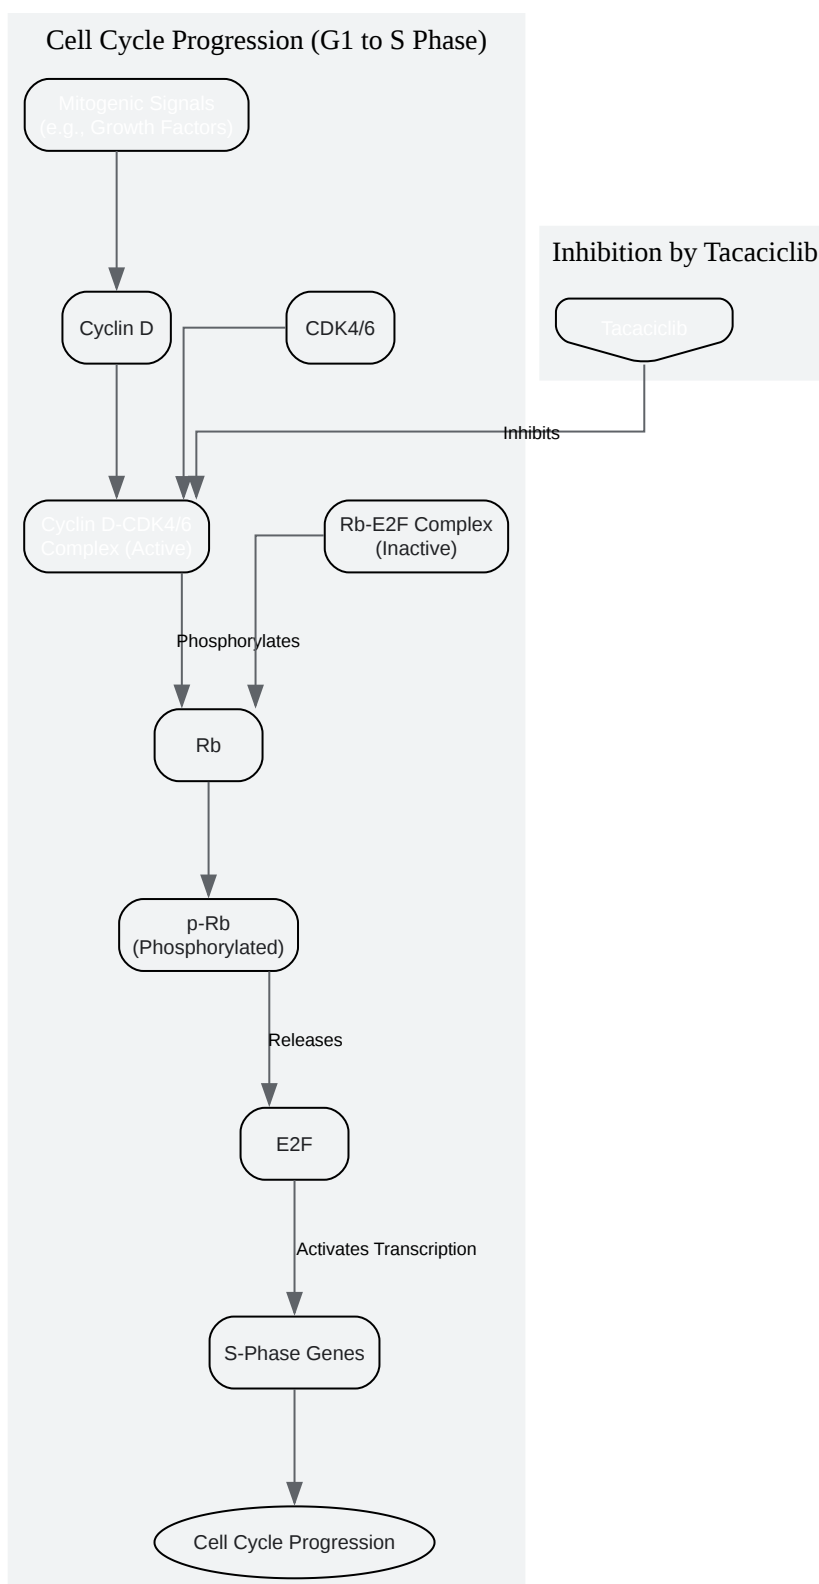 Cell Cycle Progression (G1 to S Phase)
Mitogenic Signals
(e.g., Growth Factors)
Inhibition by Tacaciclib
Cyclin D
CDK4/6
Tacaciclib
Inhibits
Cyclin D-CDK4/6
Complex (Active)
Rb-E2F Complex
(Inactive)
Phosphorylates
Rb
p-Rb
(Phosphorylated)
Releases
E2F
Activates Transcription
S-Phase Genes
Cell Cycle Progression